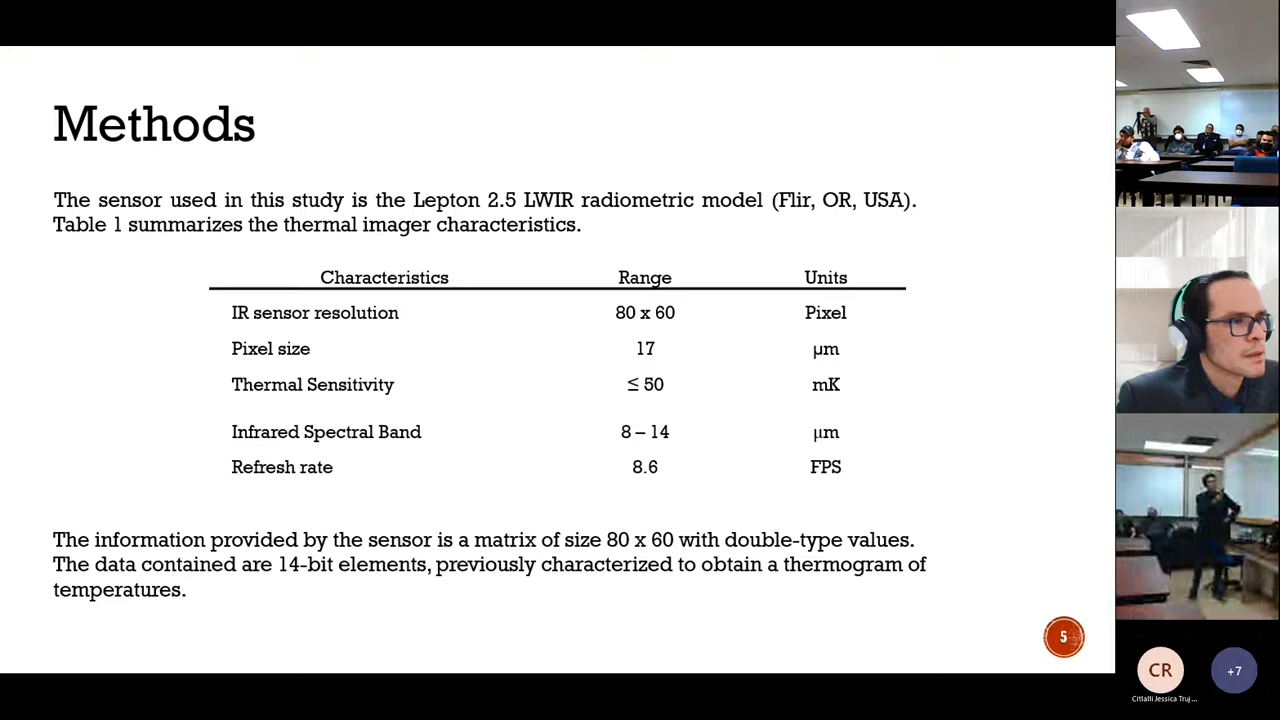 Methods
The sensor used in this study is the Lepton 2.5 LWIR radiometric model (Flir, OR, USA).
Table 1 summarizes the thermal imager characteristics.
Characteristics Range Units
IR sensor resolution 80 x 60 Pixel
Pixel size 17 μm
Thermal Sensitivity ≤ 50 mK
Infrared Spectral Band 8 – 14 μm
Refresh rate 8.6 FPS
The information provided by the sensor is a matrix of size 80 x 60 with double-type values.
The data contained are 14-bit elements, previously characterized to obtain a thermogram of
temperatures.
5
CR
+7
Citlalli Jessica Truj...